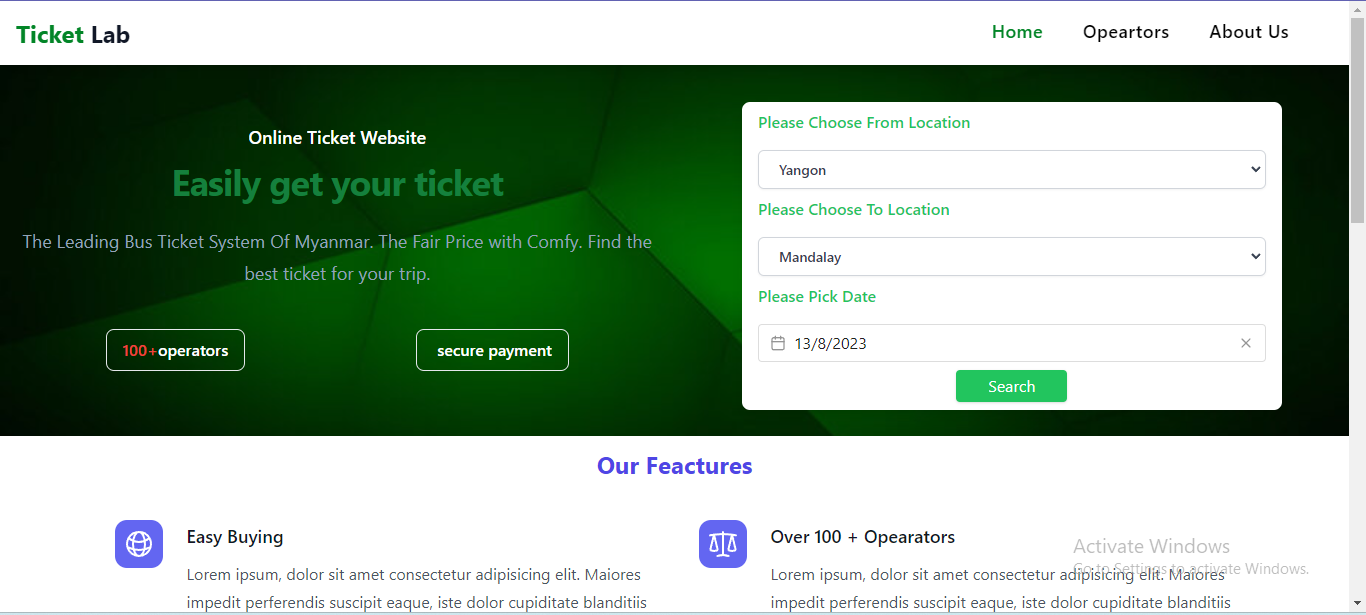 Ticket Lab
Home
Opeartors
About Us
Online Ticket Website
Easily get your ticket
The Leading Bus Ticket System Of Myanmar. The Fair Price with Comfy. Find the
best ticket for your trip.
100+operators
secure payment
Please Choose From Location
Yangon
Please Choose To Location
Mandalay
Please Pick Date
13/8/2023
Search
Our Feactures
Easy Buying
Lorem ipsum, dolor sit amet consectetur adipisicing elit. Maiores
impedit perferendis suscipit eaque, iste dolor cupiditate blanditiis
Over 100 + Opearators
Lorem ipsum, dolor sit amet consectetur adipisicing elit. Maiores
impedit perferendis suscipit eaque, iste dolor cupiditate blanditiis
Activate Windows
Go to Settings to activate Windows.